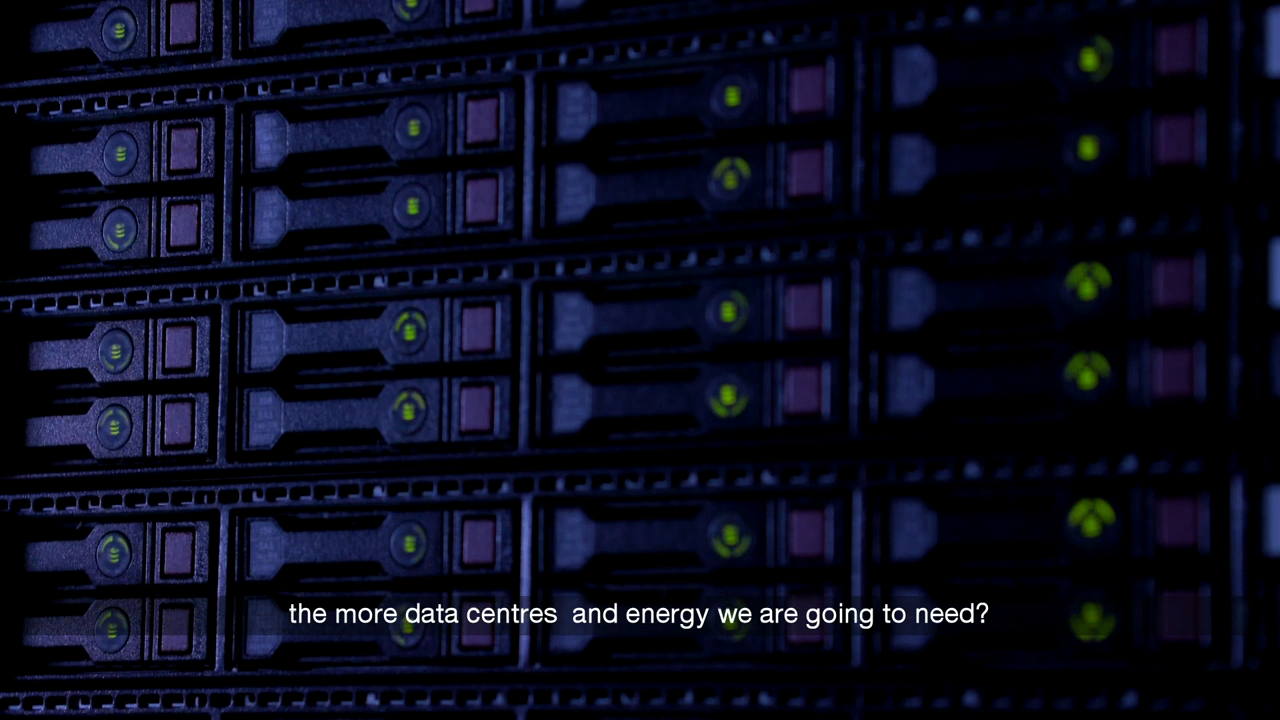 the more data centres  and energy we are going to need?